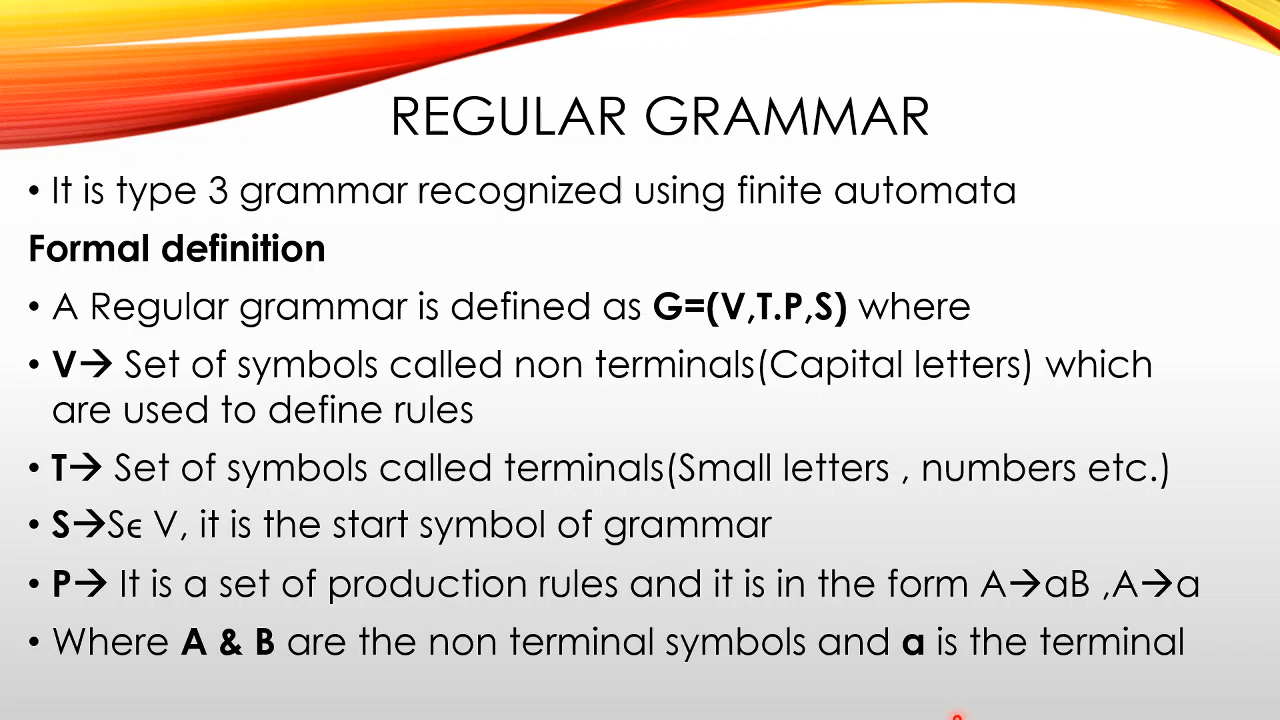 REGULAR GRAMMAR
• It is type 3 grammar recognized using finite automata
Formal definition
• A Regular grammar is defined as G=(V,T.P,S) where
• V→ Set of symbols called non terminals(Capital letters) which
are used to define rules
• T→ Set of symbols called terminals(Small letters , numbers etc.)
• S→Sϵ V, it is the start symbol of grammar
• P→ It is a set of production rules and it is in the form A→aB ,A→a
• Where A & B are the non terminal symbols and a is the terminal